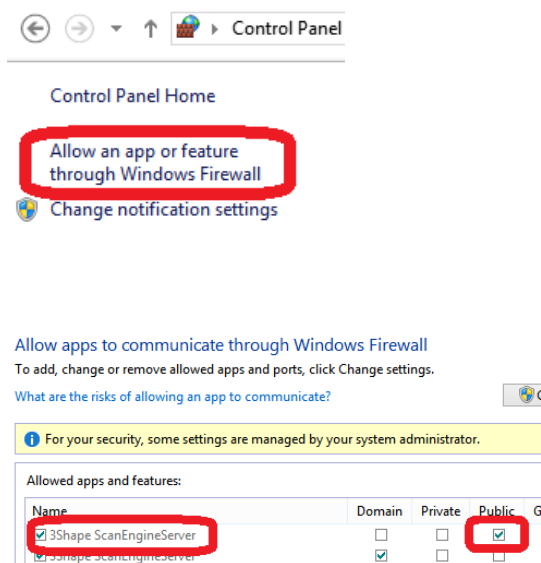 Control Panel
Control Panel Home
Allow an app or feature
through Windows Firewall
Change notification settings
Allow apps to communicate through Windows Firewall
To add, change or remove allowed apps and ports, click Change settings.
What are the risks of allowing an app to communicate?
For your security, some settings are managed by your system administrator.
Allowed apps and features:
Name Domain Private Public G
3Shape ScanEngineServer
3Shape ScanEngineServer